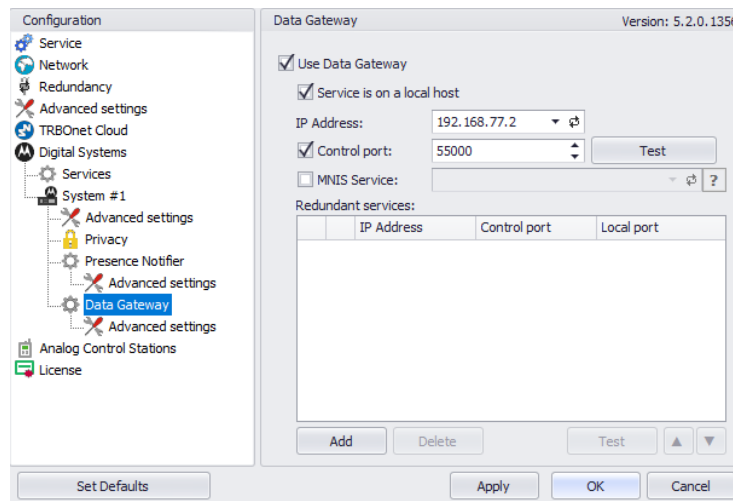 Configuration
Service
Network
Redundancy
Advanced settings
TRBOnet Cloud
Digital Systems
Services
System #1
Advanced settings
Privacy
Presence Notifier
Advanced settings
Data Gateway
Advanced settings
Analog Control Stations
License
Set Defaults
Data Gateway Version: 5.2.0.1356
Use Data Gateway
Service is on a local host
IP Address: 192.168.77.2
Control port: 55000 Test
MNIS Service: ?
Redundant services:
IP Address Control port Local port
Add Delete Test
Apply OK Cancel